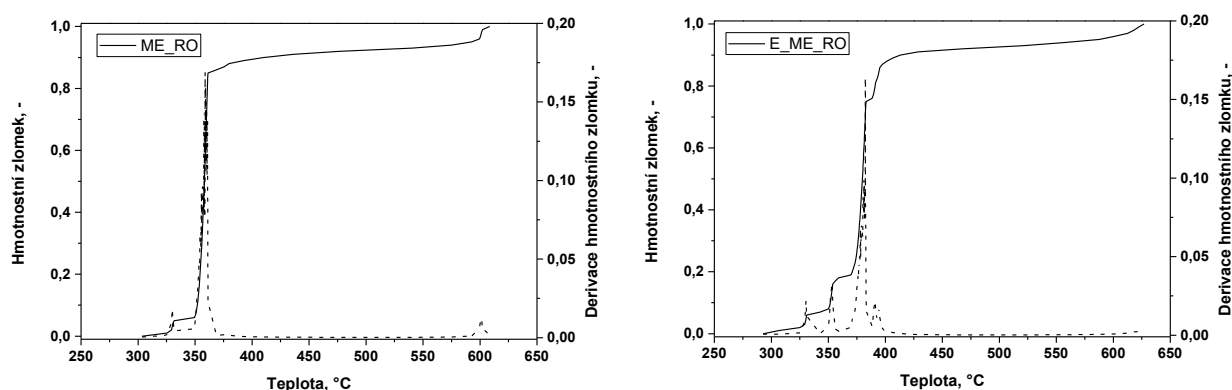 ME_RO
Hmotnostní zlomek, -
1,0
0,8
0,6
0,4
0,2
0,0
250 300 350 400 450 500 550 600 650
Teplota, °C
0,20
0,15
0,10
0,05
0,00
Derivace hmotnostního zlomku, -
E_ME_RO
Hmotnostní zlomek, -
1,0
0,8
0,6
0,4
0,2
0,0
250 300 350 400 450 500 550 600 650
Teplota, °C
0,20
0,15
0,10
0,05
0,00
Derivace hmotnostního zlomku, -